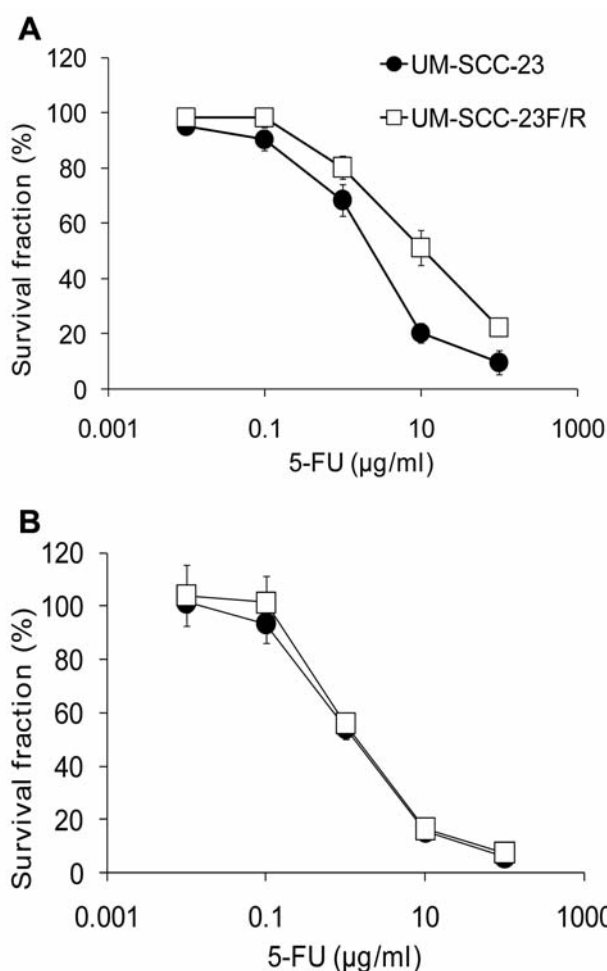 A
120
100
80
60
40
20
0
Survival fraction (%)
UM-SCC-23
UM-SCC-23F/R
0.001 0.1 10 1000
5-FU (µg/ml)
B
120
100
80
60
40
20
0
Survival fraction (%)
0.001 0.1 10 1000
5-FU (µg/ml)